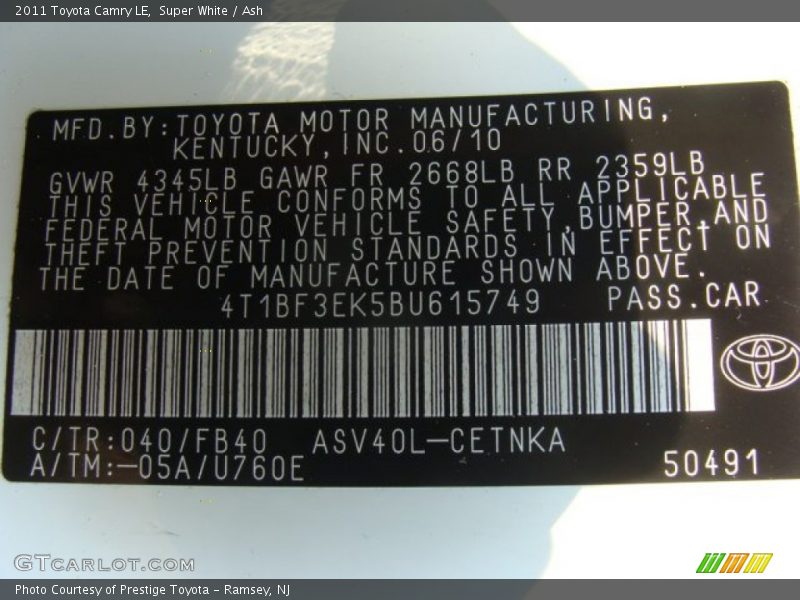 2011 Toyota Camry LE, Super White / Ash
MFD.BY:TOYOTA MOTOR MANUFACTURING,
KENTUCKY,INC.06/10
GVWR 4345LB GAWR FR 2668LB RR 2359LB
THIS VEHICLE CONFORMS TO ALL APPLICABLE
FEDERAL MOTOR VEHICLE SAFETY,BUMPER,AND
THEFT PREVENTION STANDARDS IN EFFECT ON
THE DATE OF MANUFACTURE SHOWN ABOVE.
4T1BF3EK5BU615749 PASS.CAR
C/TR:040/FB40 ASV40L-CETNKA
A/TM:-05A/U760E 50491
GTCARLOT.COM
Photo Courtesy of Prestige Toyota - Ramsey, NJ